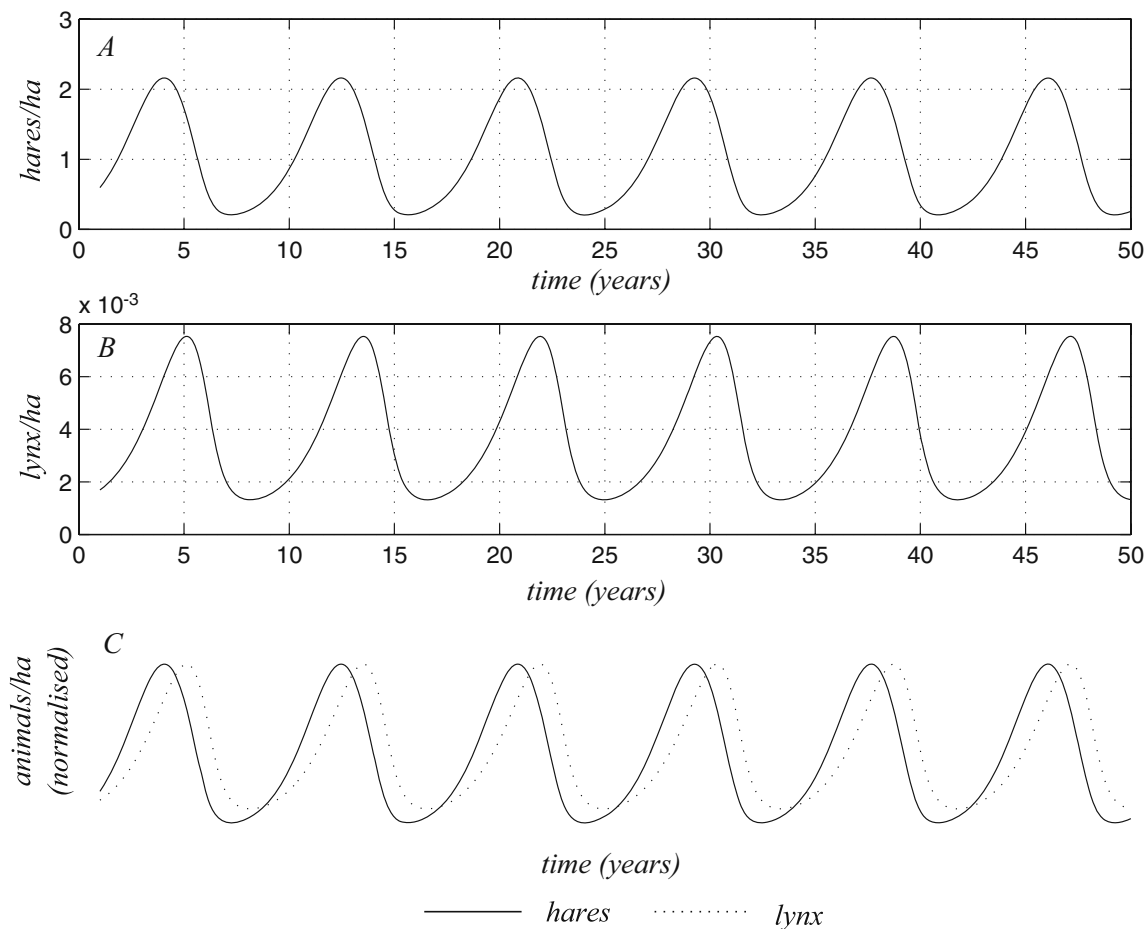 3
A
2
1
0
hares/ha
0 5 10 15 20 25 30 35 40 45 50
time (years)
x 10-3
8
B
6
4
2
0
lynx/ha
0 5 10 15 20 25 30 35 40 45 50
time (years)
C
animals/ha
(normalised)
time (years)
hares lynx